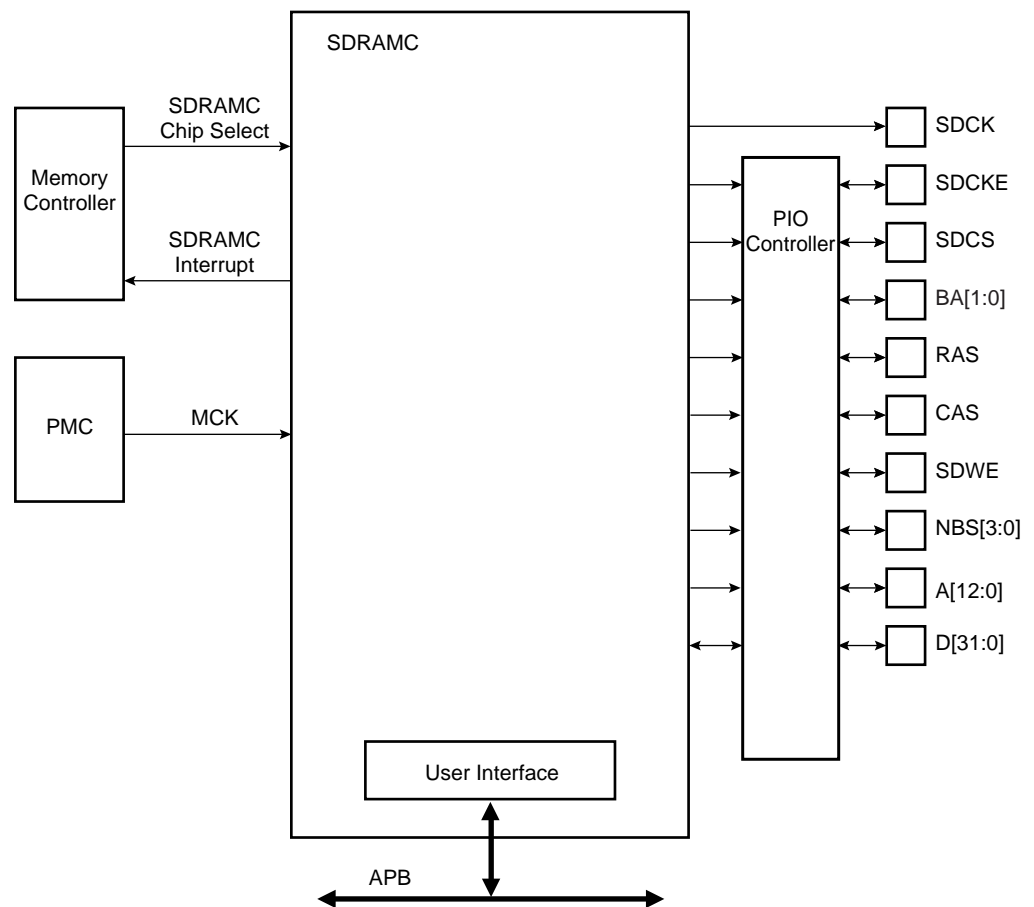 SDRAMC
SDRAMC
Chip Select
Memory
Controller
SDRAMC
Interrupt
PMC
MCK
PIO
Controller
SDCK
SDCKE
SDCS
BA[1:0]
RAS
CAS
SDWE
NBS[3:0]
A[12:0]
D[31:0]
User Interface
APB